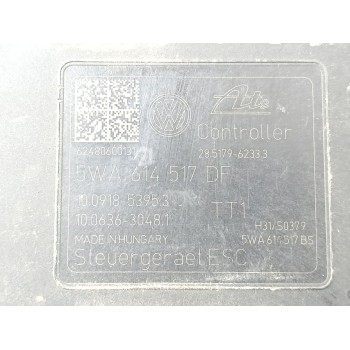 Ate
Controller
28.5179-6233.3
5WA 614 517 DF
10.0918-5395.3
10.0636-3048.1
TT1
MADE IN HUNGARY
H31 S0379
5WA 614 517 BS
Steuergeraet ESC